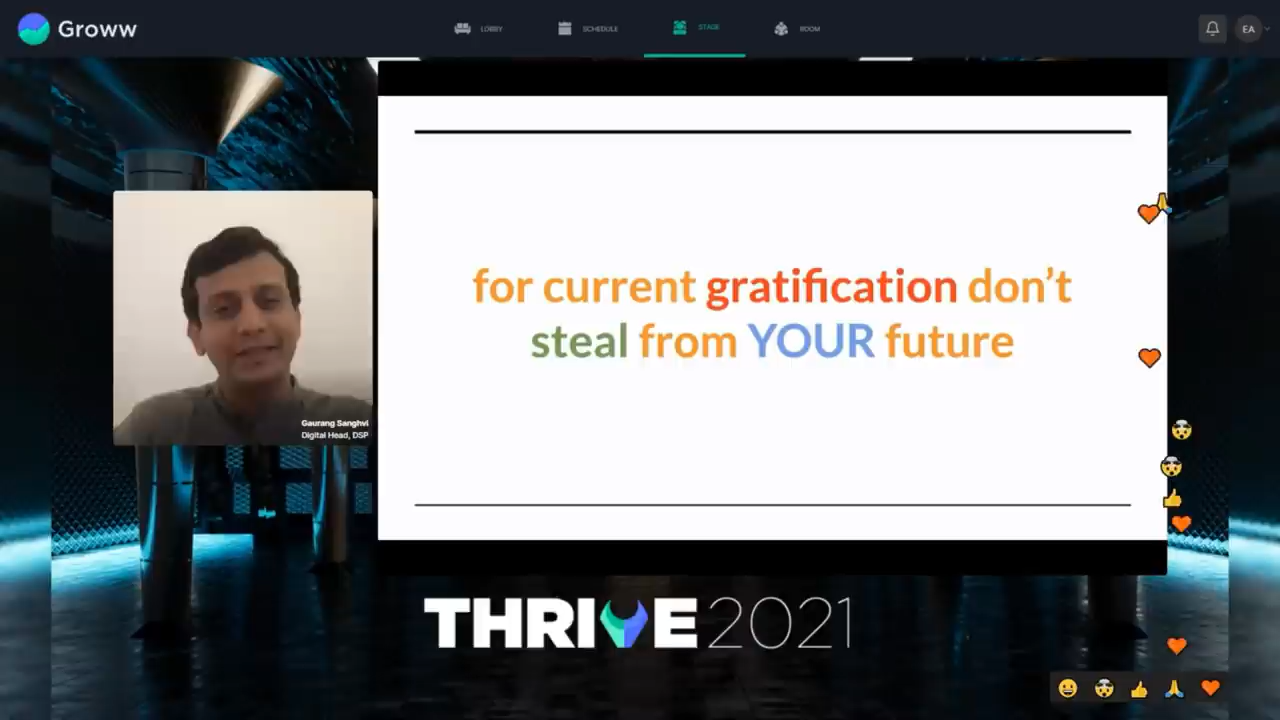 Groww
LOBBY
SCHEDULE
STAGE
ROOM
EA
for current gratification don't
steal from YOUR future
Gaurang Sanghvi
Digital Head, DSP
THRIVE 2021